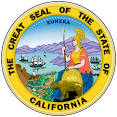 THE GREAT SEAL OF THE STATE OF CALIFORNIA
EUREKA